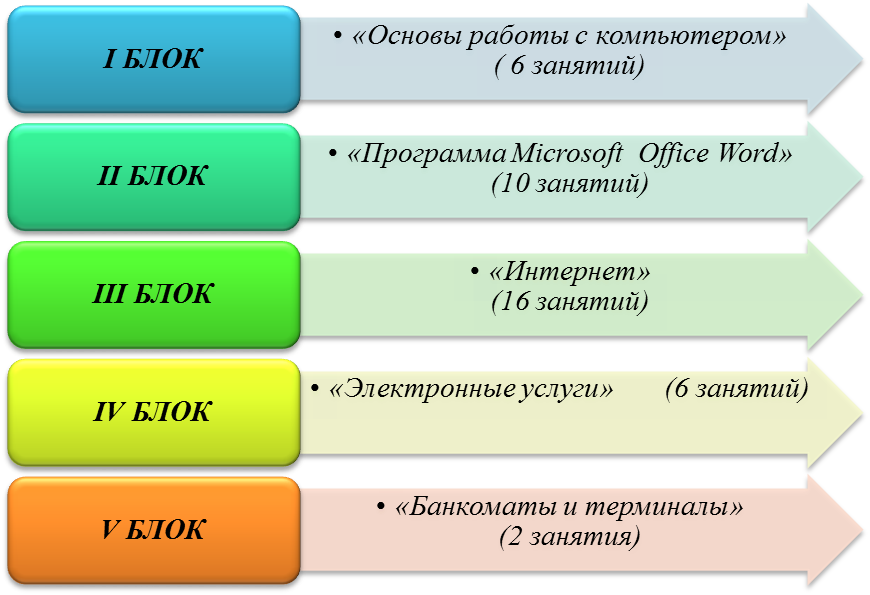 I БЛОК
• «Основы работы с компьютером»
( 6 занятий)
II БЛОК
• «Программа Microsoft Office Word»
(10 занятий)
III БЛОК
• «Интернет»
(16 занятий)
IV БЛОК
• «Электронные услуги» (6 занятий)
V БЛОК
• «Банкоматы и терминалы»
(2 занятия)